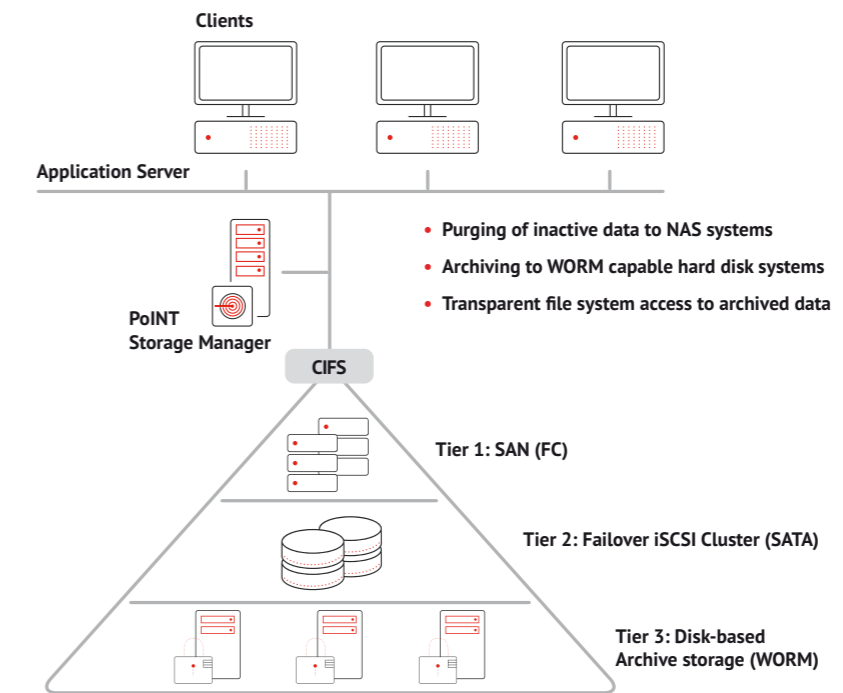 Clients
Application Server
• Purging of inactive data to NAS systems
• Archiving to WORM capable hard disk systems
• Transparent file system access to archived data
PoINT
Storage Manager
CIFS
Tier 1: SAN (FC)
Tier 2: Failover iSCSI Cluster (SATA)
Tier 3: Disk-based
Archive storage (WORM)